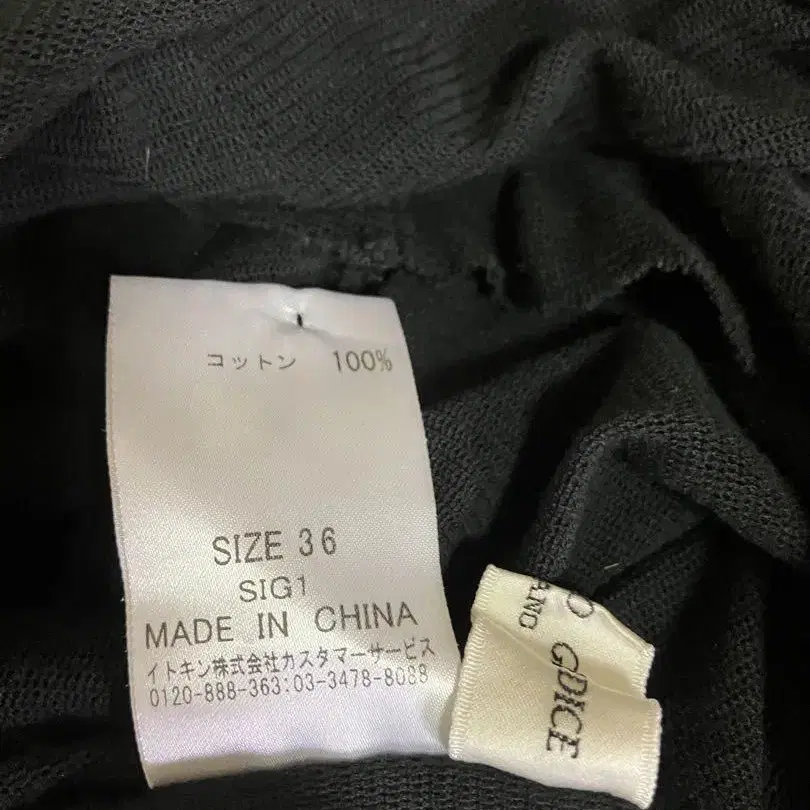 コットン 100%
SIZE 36
SIG1
MADE IN CHINA
イトキン株式会社カスタマーサービス
0120-888-363:03-3478-8088
GDICE